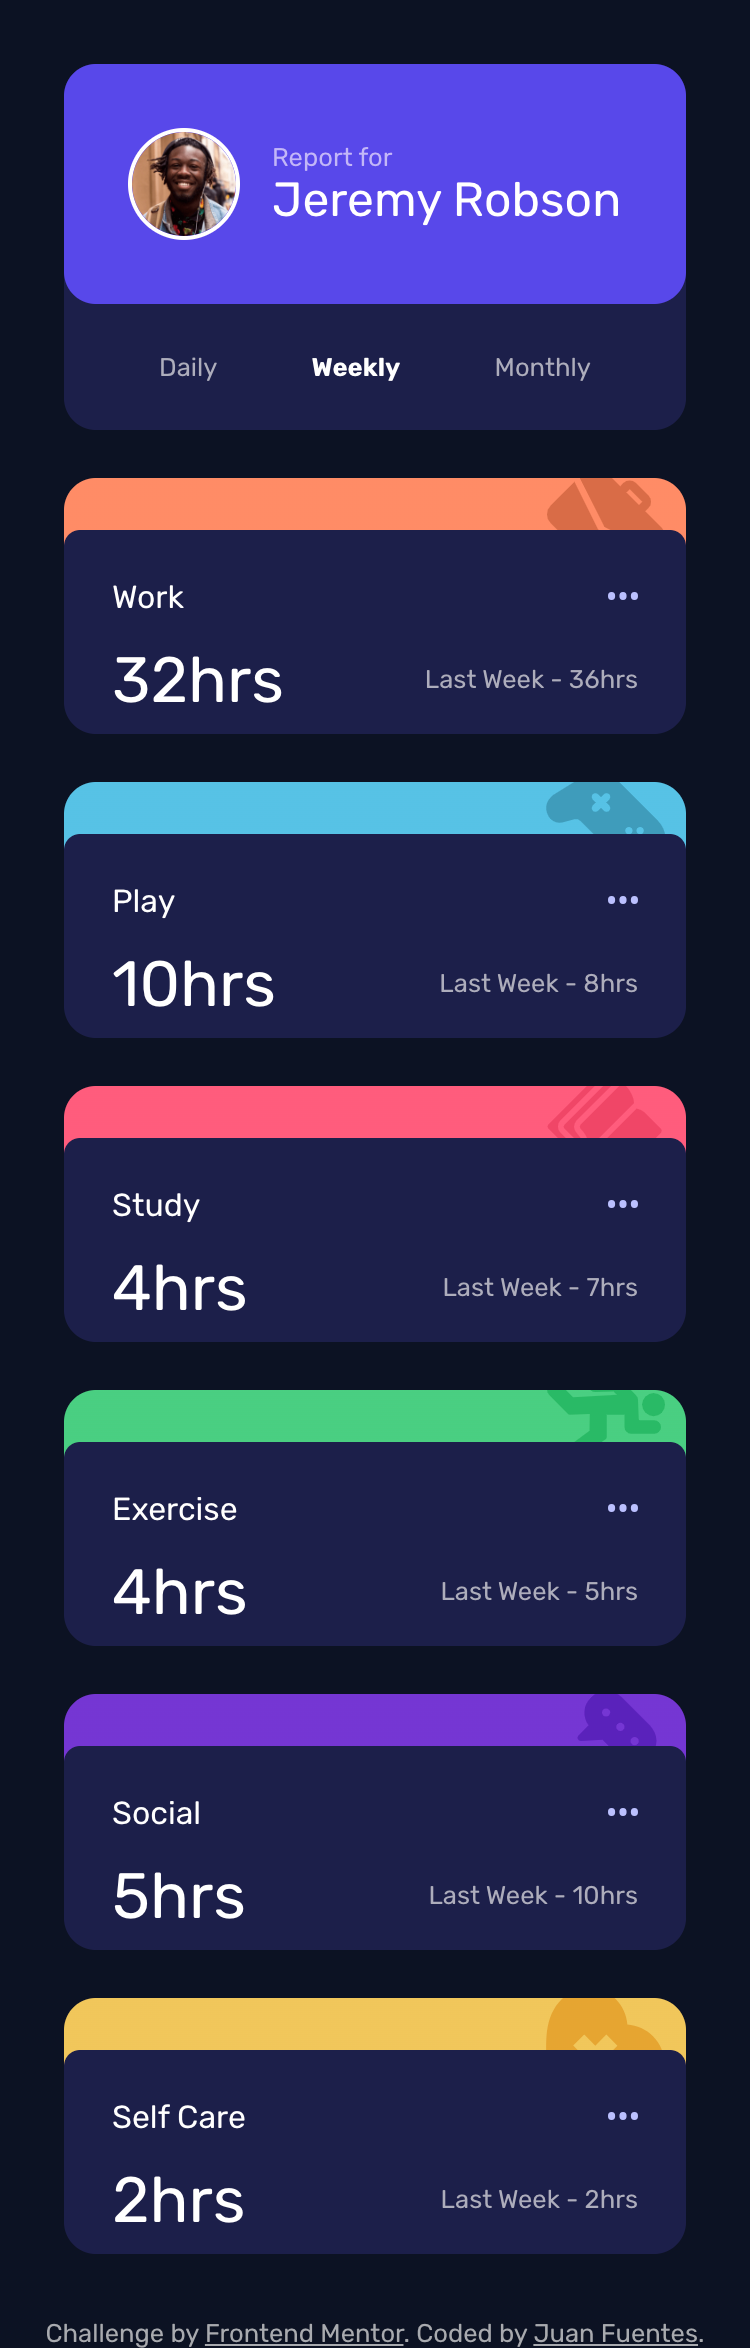 Report for
Jeremy Robson
Daily Weekly Monthly
Work
32hrs Last Week - 36hrs
Play
10hrs Last Week - 8hrs
Study
4hrs Last Week - 7hrs
Exercise
4hrs Last Week - 5hrs
Social
5hrs Last Week - 10hrs
Self Care
2hrs Last Week - 2hrs
Challenge by Frontend Mentor. Coded by Juan Fuentes.